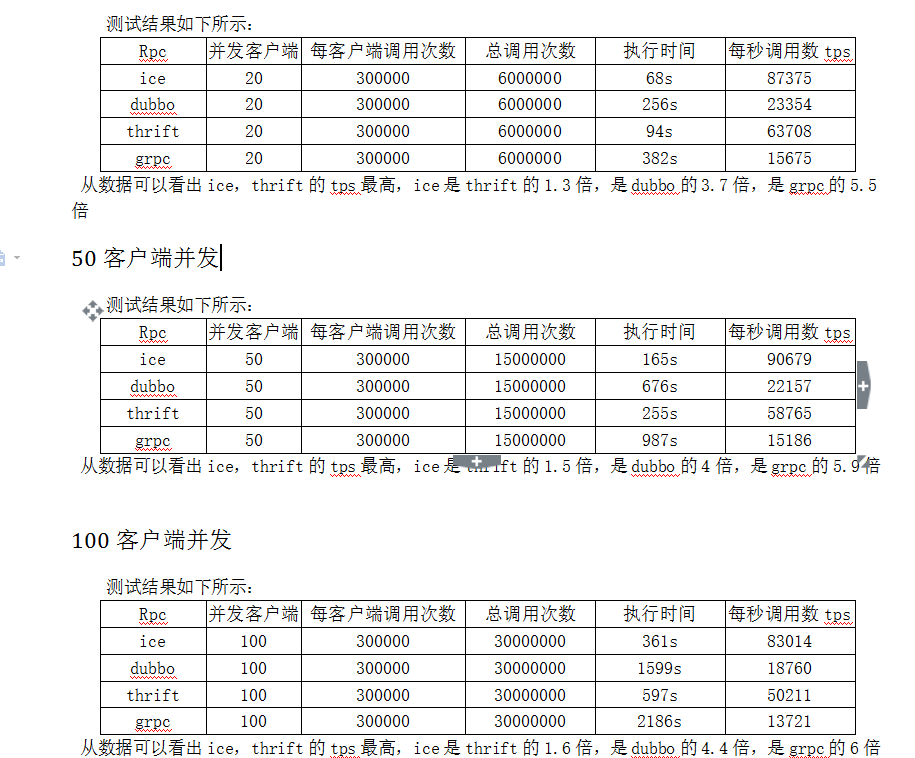 测试结果如下所示：
Rpc 并发客户端 每客户端调用次数 总调用次数 执行时间 每秒调用数 tps
ice 20 300000 6000000 68s 87375
dubbo 20 300000 6000000 256s 23354
thrift 20 300000 6000000 94s 63708
grpc 20 300000 6000000 382s 15675
从数据可以看出 ice，thrift 的 tps 最高，ice 是 thrift 的 1.3 倍，是 dubbo 的 3.7 倍，是 grpc 的 5.5
倍
50 客户端并发
测试结果如下所示：
Rpc 并发客户端 每客户端调用次数 总调用次数 执行时间 每秒调用数 tps
ice 50 300000 15000000 165s 90679
dubbo 50 300000 15000000 676s 22157
thrift 50 300000 15000000 255s 58765
grpc 50 300000 15000000 987s 15186
从数据可以看出 ice，thrift 的 tps 最高，ice 是 thrift 的 1.5 倍，是 dubbo 的 4 倍，是 grpc 的 5.9 倍
100 客户端并发
测试结果如下所示：
Rpc 并发客户端 每客户端调用次数 总调用次数 执行时间 每秒调用数 tps
ice 100 300000 30000000 361s 83014
dubbo 100 300000 30000000 1599s 18760
thrift 100 300000 30000000 597s 50211
grpc 100 300000 30000000 2186s 13721
从数据可以看出 ice，thrift 的 tps 最高，ice 是 thrift 的 1.6 倍，是 dubbo 的 4.4 倍，是 grpc 的 6 倍